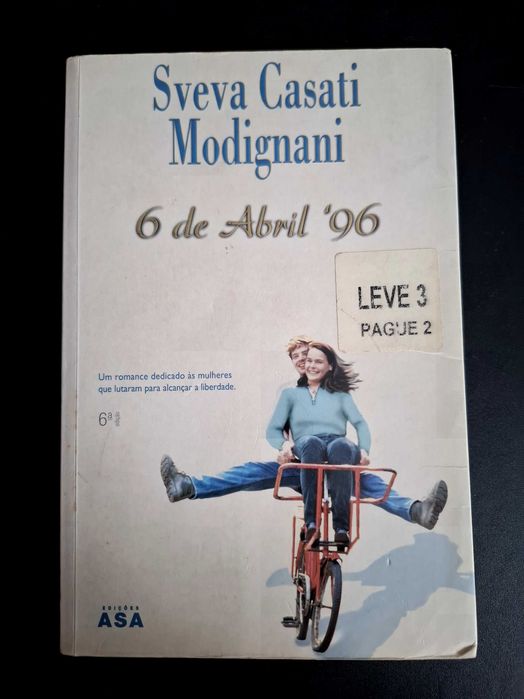 Sveva Casati
Modignani
6 de Abril '96
LEVE 3
PAGUE 2
Um romance dedicado às mulheres
que lutaram para alcançar a liberdade.
6ª edição
EDIÇÕES
ASA